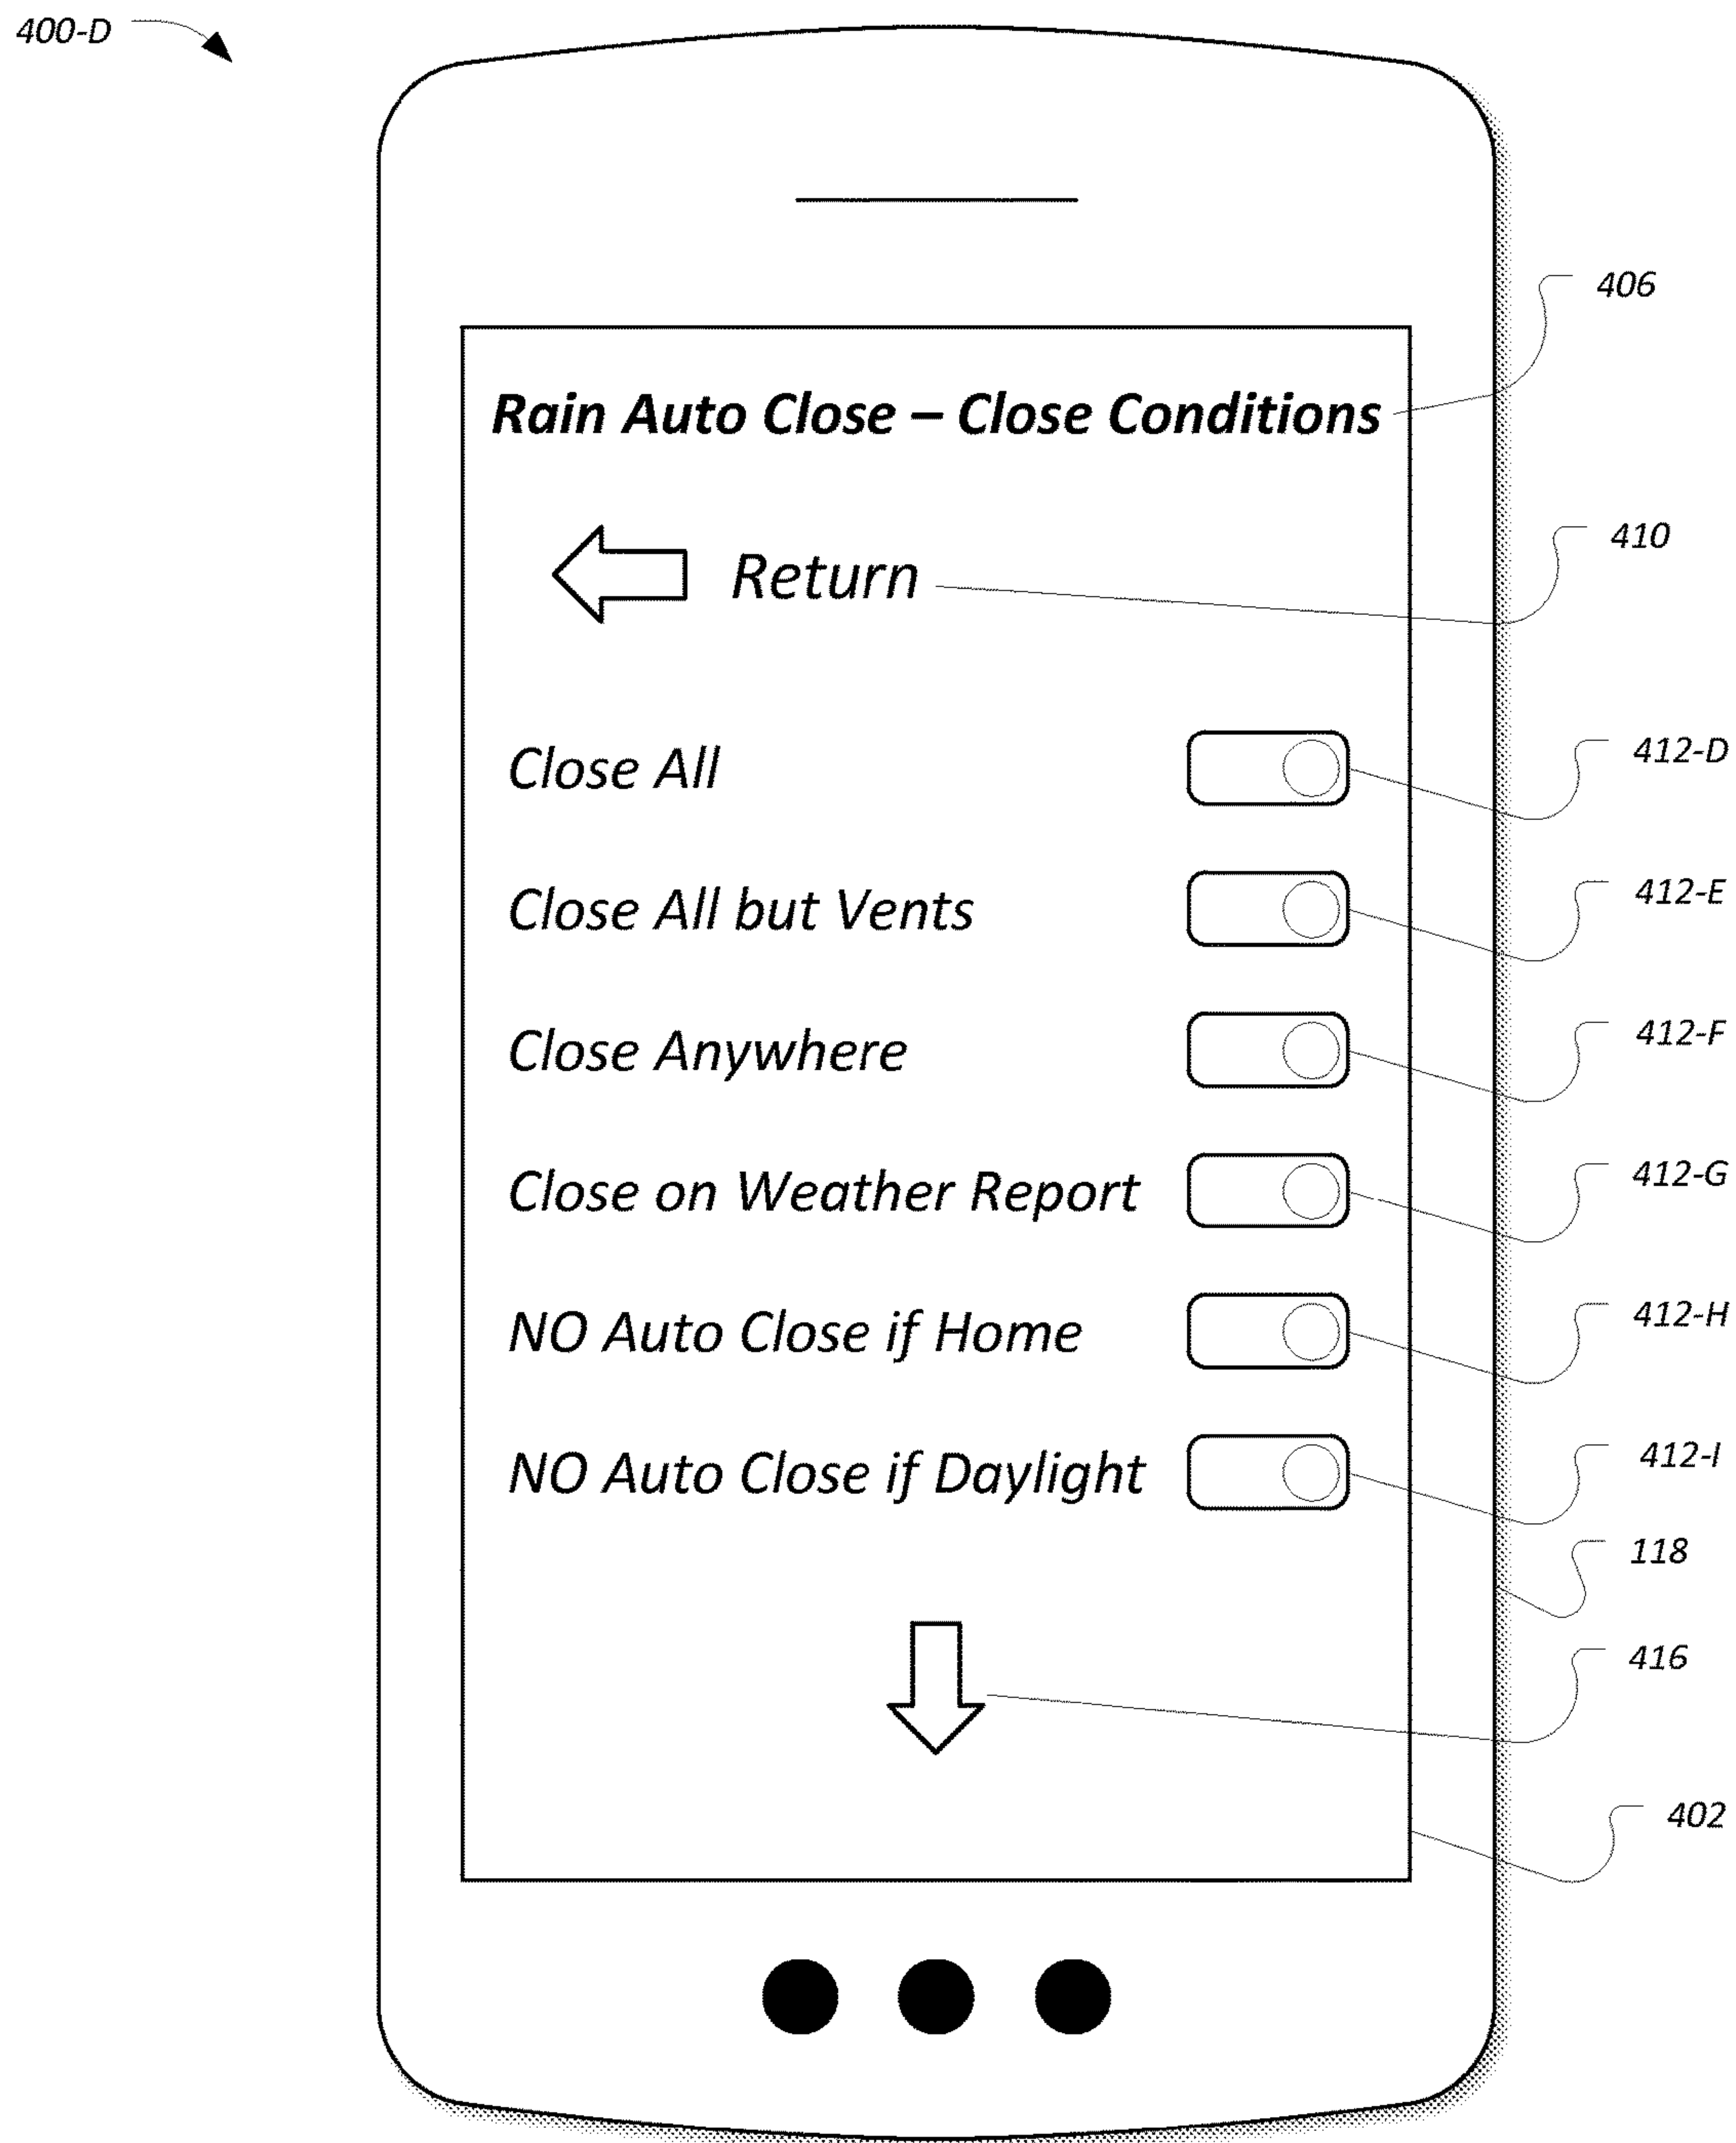 400-D
406
Rain Auto Close – Close Conditions
410
Return
412-D
Close All
412-E
Close All but Vents
412-F
Close Anywhere
412-G
Close on Weather Report
412-H
NO Auto Close if Home
412-I
NO Auto Close if Daylight
118
416
402